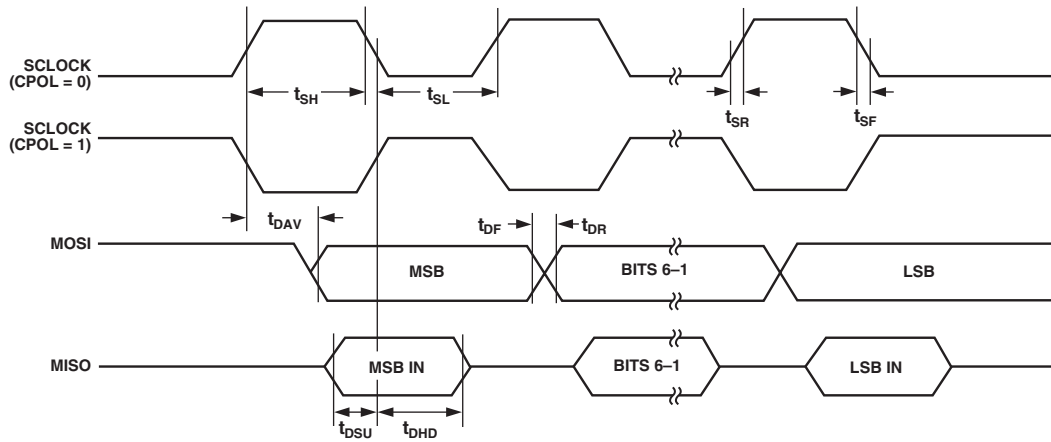 SCLOCK
(CPOL = 0)
tSH
tSL
tSR
tSF
SCLOCK
(CPOL = 1)
tDAV
tDF
tDR
MOSI
MSB
BITS 6–1
LSB
MISO
MSB IN
BITS 6–1
LSB IN
tDSU
tDHD